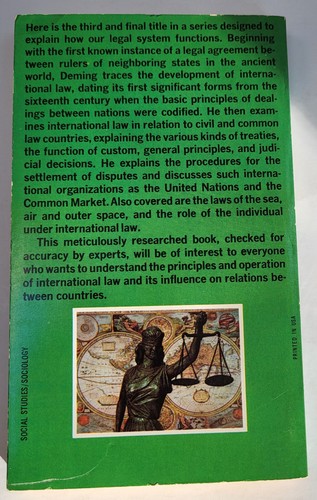 Here is the third and final title in a series designed to
explain how our legal system functions. Beginning
with the first known instance of a legal agreement be-
tween rulers of neighboring states in the ancient
world, Deming traces the development of interna-
tional law, dating its first significant forms from the
sixteenth century when the basic principles of deal-
ings between nations were codified. He then exam-
ines international law in relation to civil and common
law countries, explaining the various kinds of treaties,
the function of custom, general principles, and judi-
cial decisions. He explains the procedures for the
settlement of disputes and discusses such interna-
tional organizations as the United Nations and the
Common Market. Also covered are the laws of the sea,
air and outer space, and the role of the individual
under international law.
This meticulously researched book, checked for
accuracy by experts, will be of interest to everyone
who wants to understand the principles and operation
of international law and its influence on relations be-
tween countries.
SOCIAL STUDIES/SOCIOLOGY
PRINTED IN USA